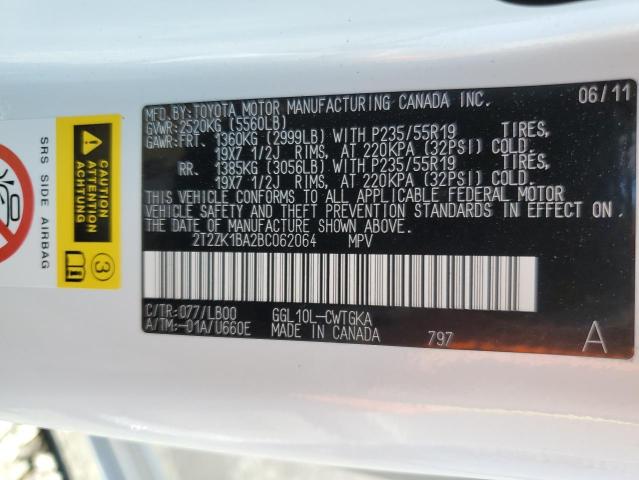 MFD.BY:TOYOTA MOTOR MANUFACTURING CANADA INC. 06/11
GVWR:2520KG (5560LB)
GAWR:FRT. 1360KG (2999LB) WITH P235/55R19 TIRES,
19X7 1/2J RIMS, AT 220KPA (32PSI) COLD.
RR. 1385KG (3056LB) WITH P235/55R19 TIRES,
19X7 1/2J RIMS, AT 220KPA (32PSI) COLD.
THIS VEHICLE CONFORMS TO ALL APPLICABLE FEDERAL MOTOR
VEHICLE SAFETY AND THEFT PREVENTION STANDARDS IN EFFECT ON
THE DATE OF MANUFACTURE SHOWN ABOVE.
2T2ZK1BA2BC062064 MPV
C/TR:077/LB00 GGL10L-CWTGKA
A/TM:-01A/U660E MADE IN CANADA 797 A
SRS SIDE AIRBAG
CAUTION
ATTENTION
ACHTUNG
3